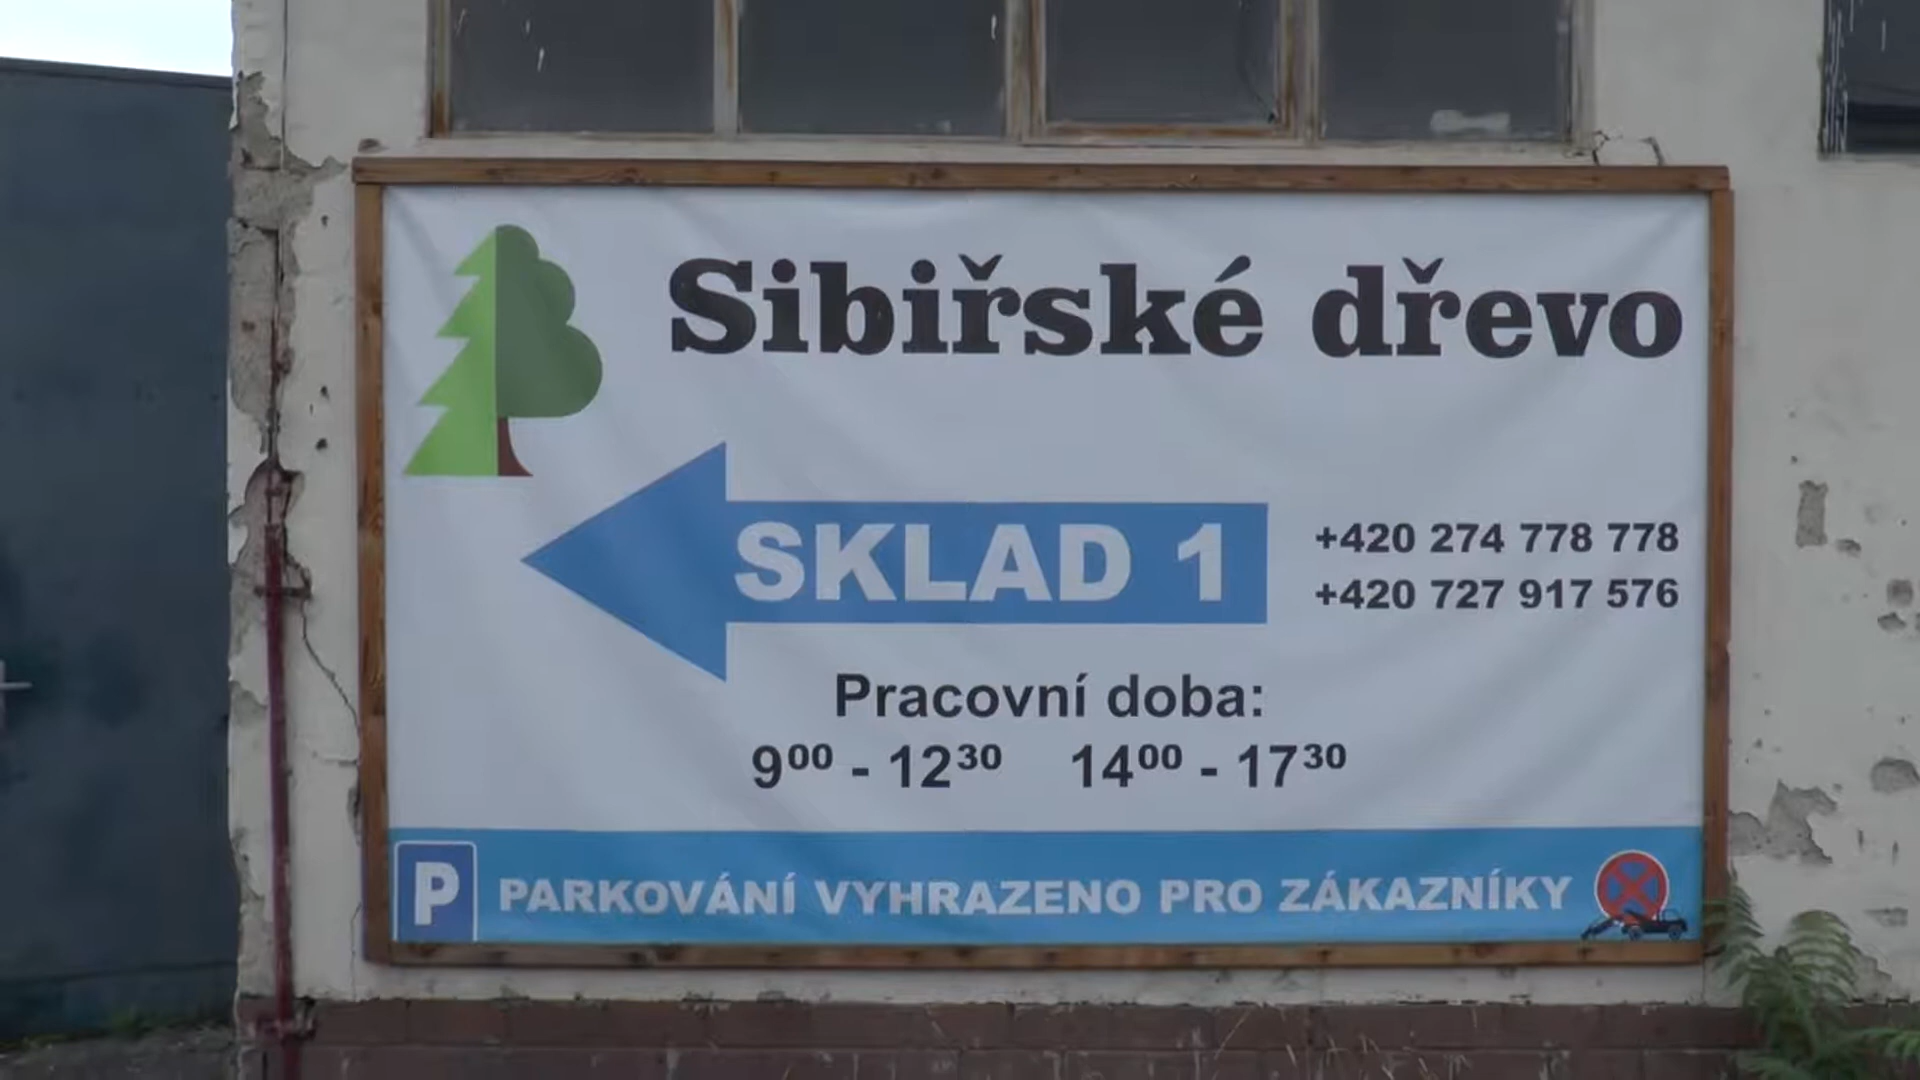 Sibiřské dřevo
SKLAD 1
+420 274 778 778
+420 727 917 576
Pracovní doba:
9⁰⁰ - 12³⁰ 14⁰⁰ - 17³⁰
P PARKOVÁNÍ VYHRAZENO PRO ZÁKAZNÍKY